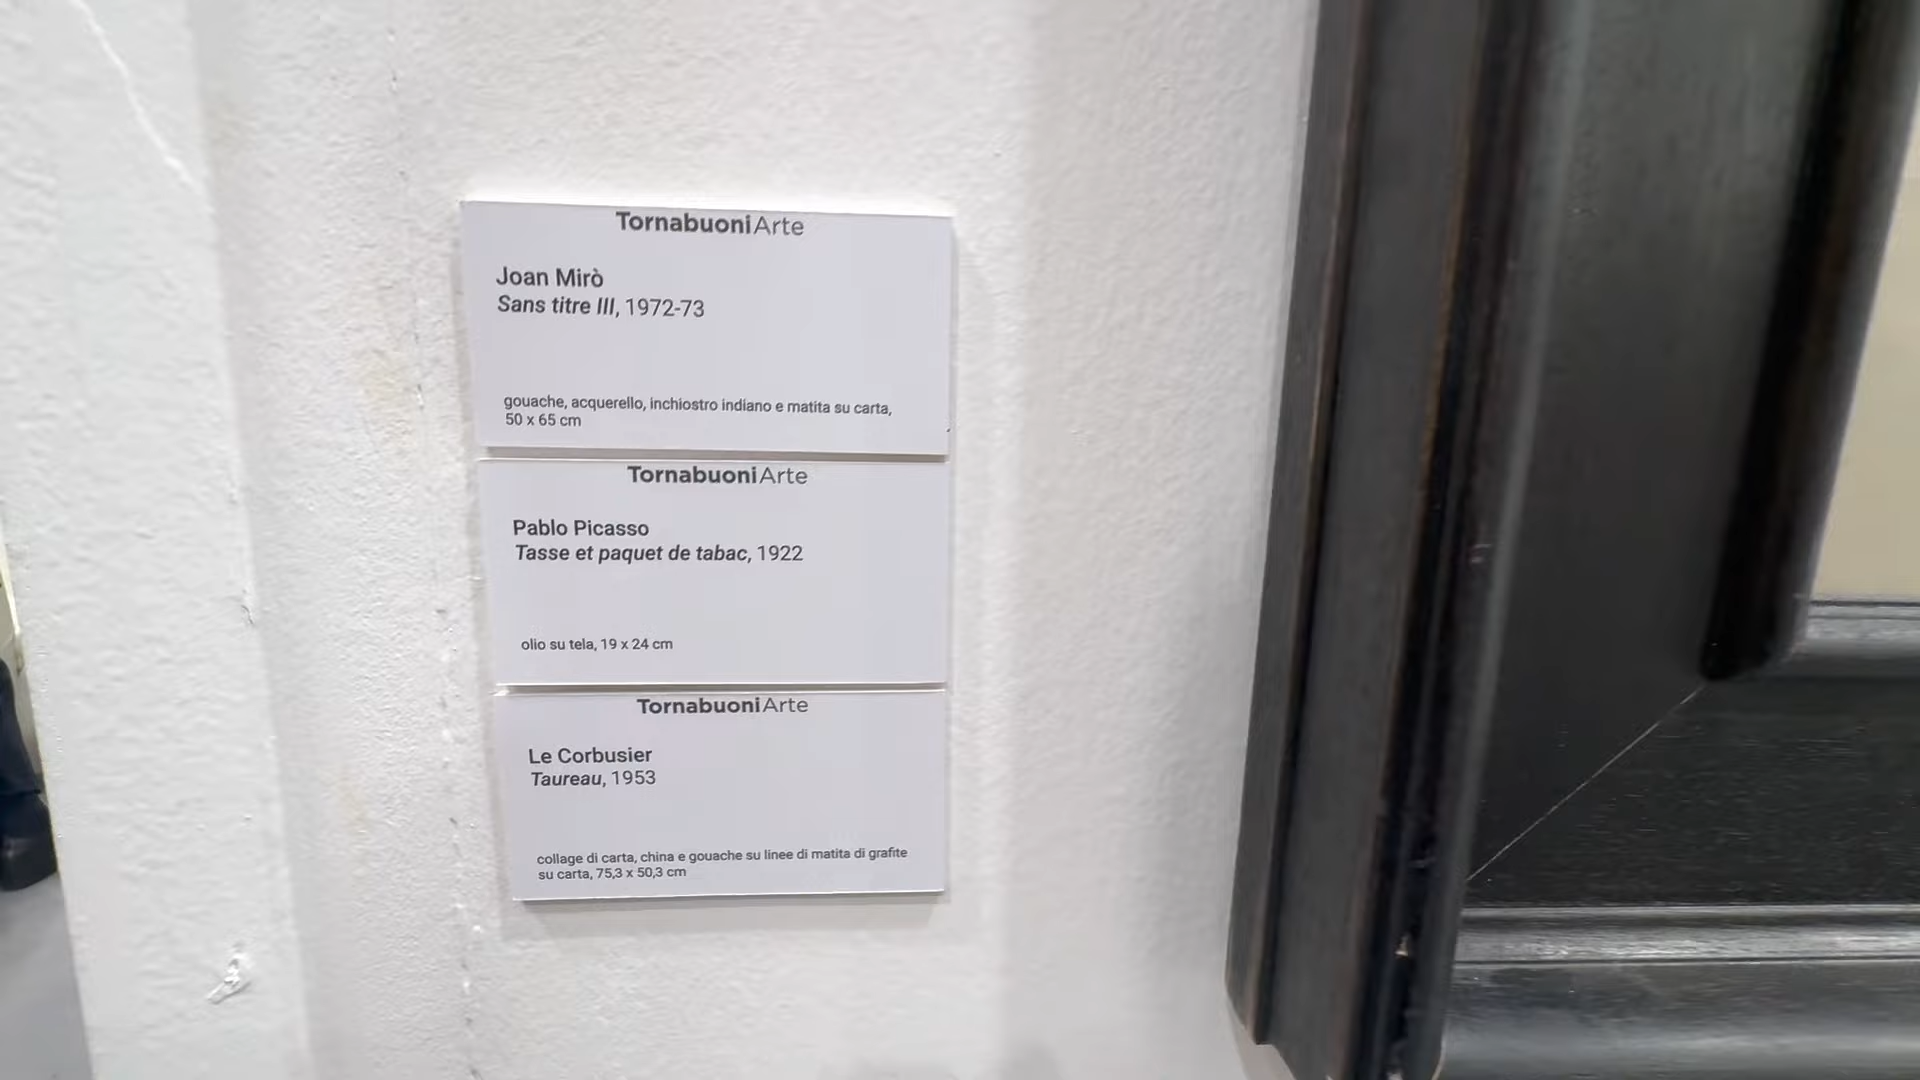 TornabuoniArte
Joan Mirò
Sans titre III, 1972-73
gouache, acquerello, inchiostro indiano e matita su carta,
50 x 65 cm
TornabuoniArte
Pablo Picasso
Tasse et paquet de tabac, 1922
olio su tela, 19 x 24 cm
TornabuoniArte
Le Corbusier
Taureau, 1953
collage di carta, china e gouache su linee di matita di grafite
su carta, 75,3 x 50,3 cm